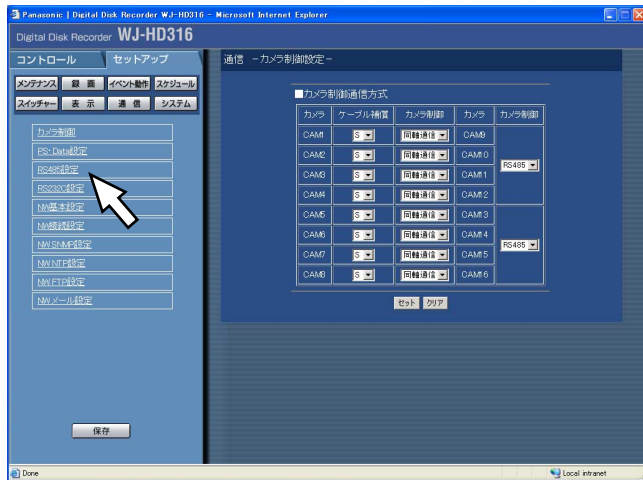 Panasonic | Digital Disk Recorder WJ-HD316 - Microsoft Internet Explorer
Digital Disk Recorder WJ-HD316
コントロール セットアップ
メンテナンス 録 画 イベント動作 スケジュール
スイッチャー 表 示 通 信 システム
カメラ制御
PS・Data設定
RS485設定
RS232C設定
NW基本設定
NW接続設定
NW SNMP設定
NW NTP設定
NW FTP設定
NW メール設定
保存
通信 －カメラ制御設定－
■カメラ制御通信方式
カメラ ケーブル補償 カメラ制御 カメラ カメラ制御
CAM1 S 同軸通信 CAM9 RS485
CAM2 S 同軸通信 CAM10
CAM3 S 同軸通信 CAM11
CAM4 S 同軸通信 CAM12
CAM5 S 同軸通信 CAM13 RS485
CAM6 S 同軸通信 CAM14
CAM7 S 同軸通信 CAM15
CAM8 S 同軸通信 CAM16
セット クリア
Done Local intranet